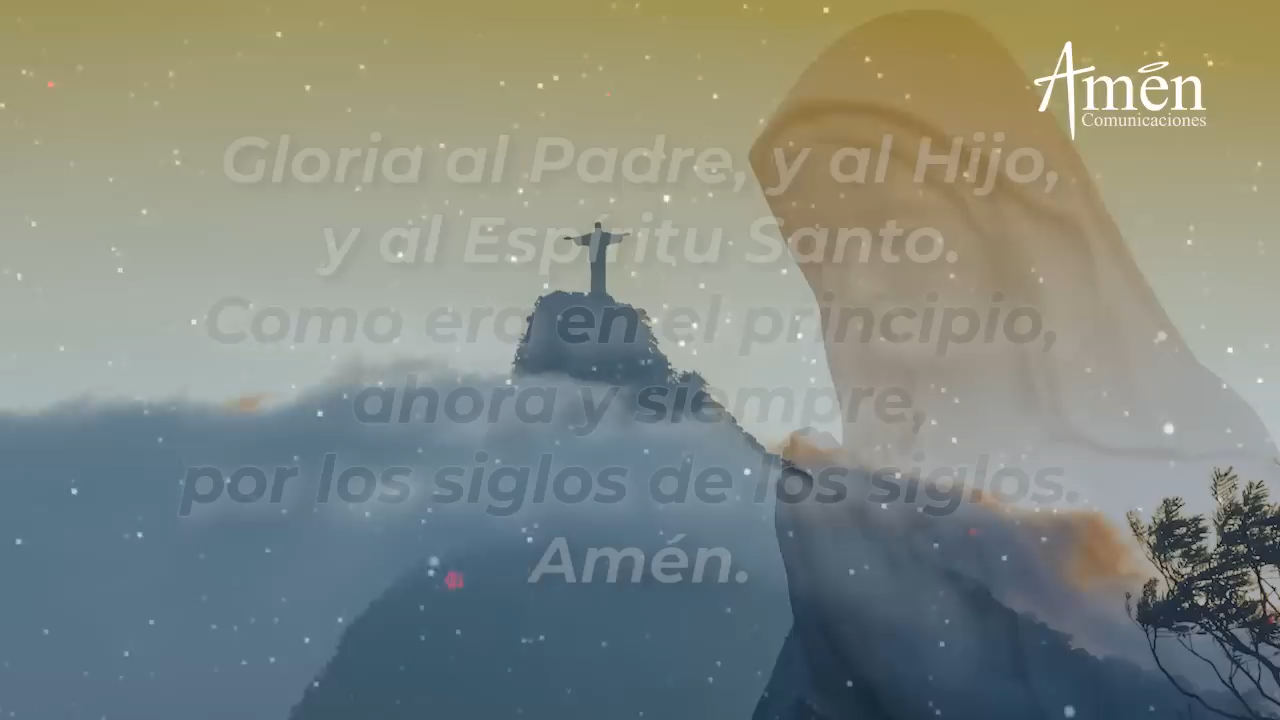 Amén
Comunicaciones
Gloria al Padre, y al Hijo,
y al Espíritu Santo.
Como era en el principio,
ahora y siempre,
por los siglos de los siglos.
Amén.